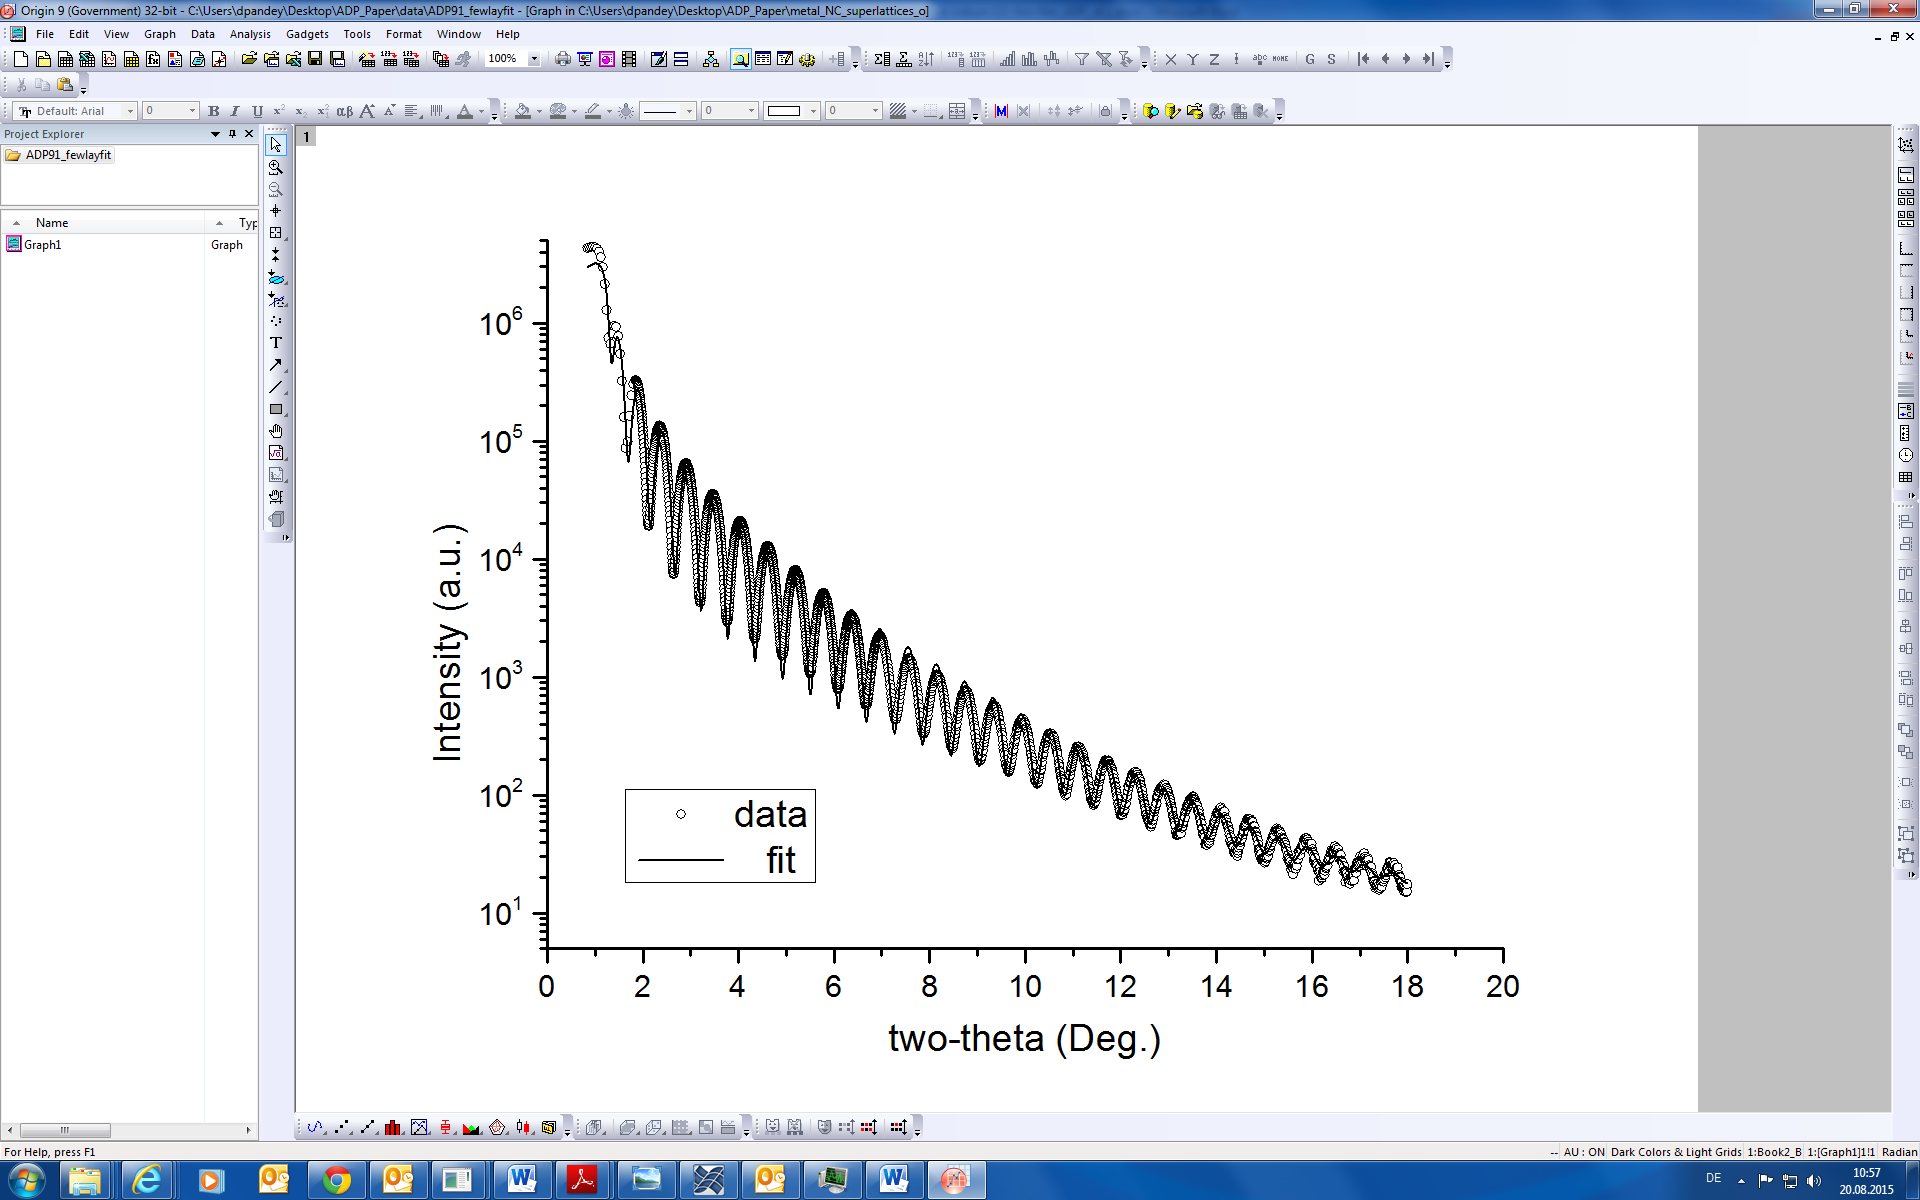 Origin 9 (Government) 32-bit - C:\Users\dpandey\Desktop\ADP_Paper\data\ADP91_fewlayfit - [Graph in C:\Users\dpandey\Desktop\ADP_Paper\metal_NC_superlattices_o]
File Edit View Graph Data Analysis Gadgets Tools Format Window Help
100%
Default: Arial 0 B I U 0 0
Project Explorer
ADP91_fewlayfit
Name Typ
Graph1 Graph
1
10^6
10^5
10^4
10^3
10^2
10^1
Intensity (a.u.)
data
fit
0 2 4 6 8 10 12 14 16 18 20
two-theta (Deg.)
For Help, press F1
-- AU : ON Dark Colors & Light Grids 1:Book2_B 1:[Graph1]1!1 Radian
DE
10:57
20.08.2015